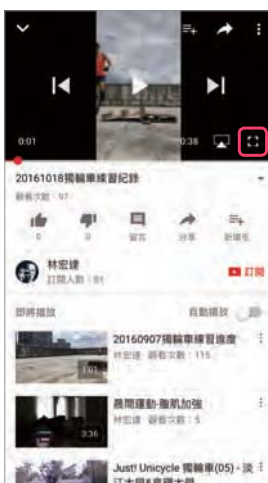 0:01
0:38
20161018獨輪車練習紀錄
觀看次數：97
0
0
留言
分享
新增至
林宏達
訂閱人數：91
訂閱
即將播放
自動播放
20160907獨輪車練習進度
林宏達
觀看次數：115
1:01
晨間運動-腹肌加強
林宏達
觀看次數：5
3:36
Just! Unicycle 獨輪車(05) - 淡